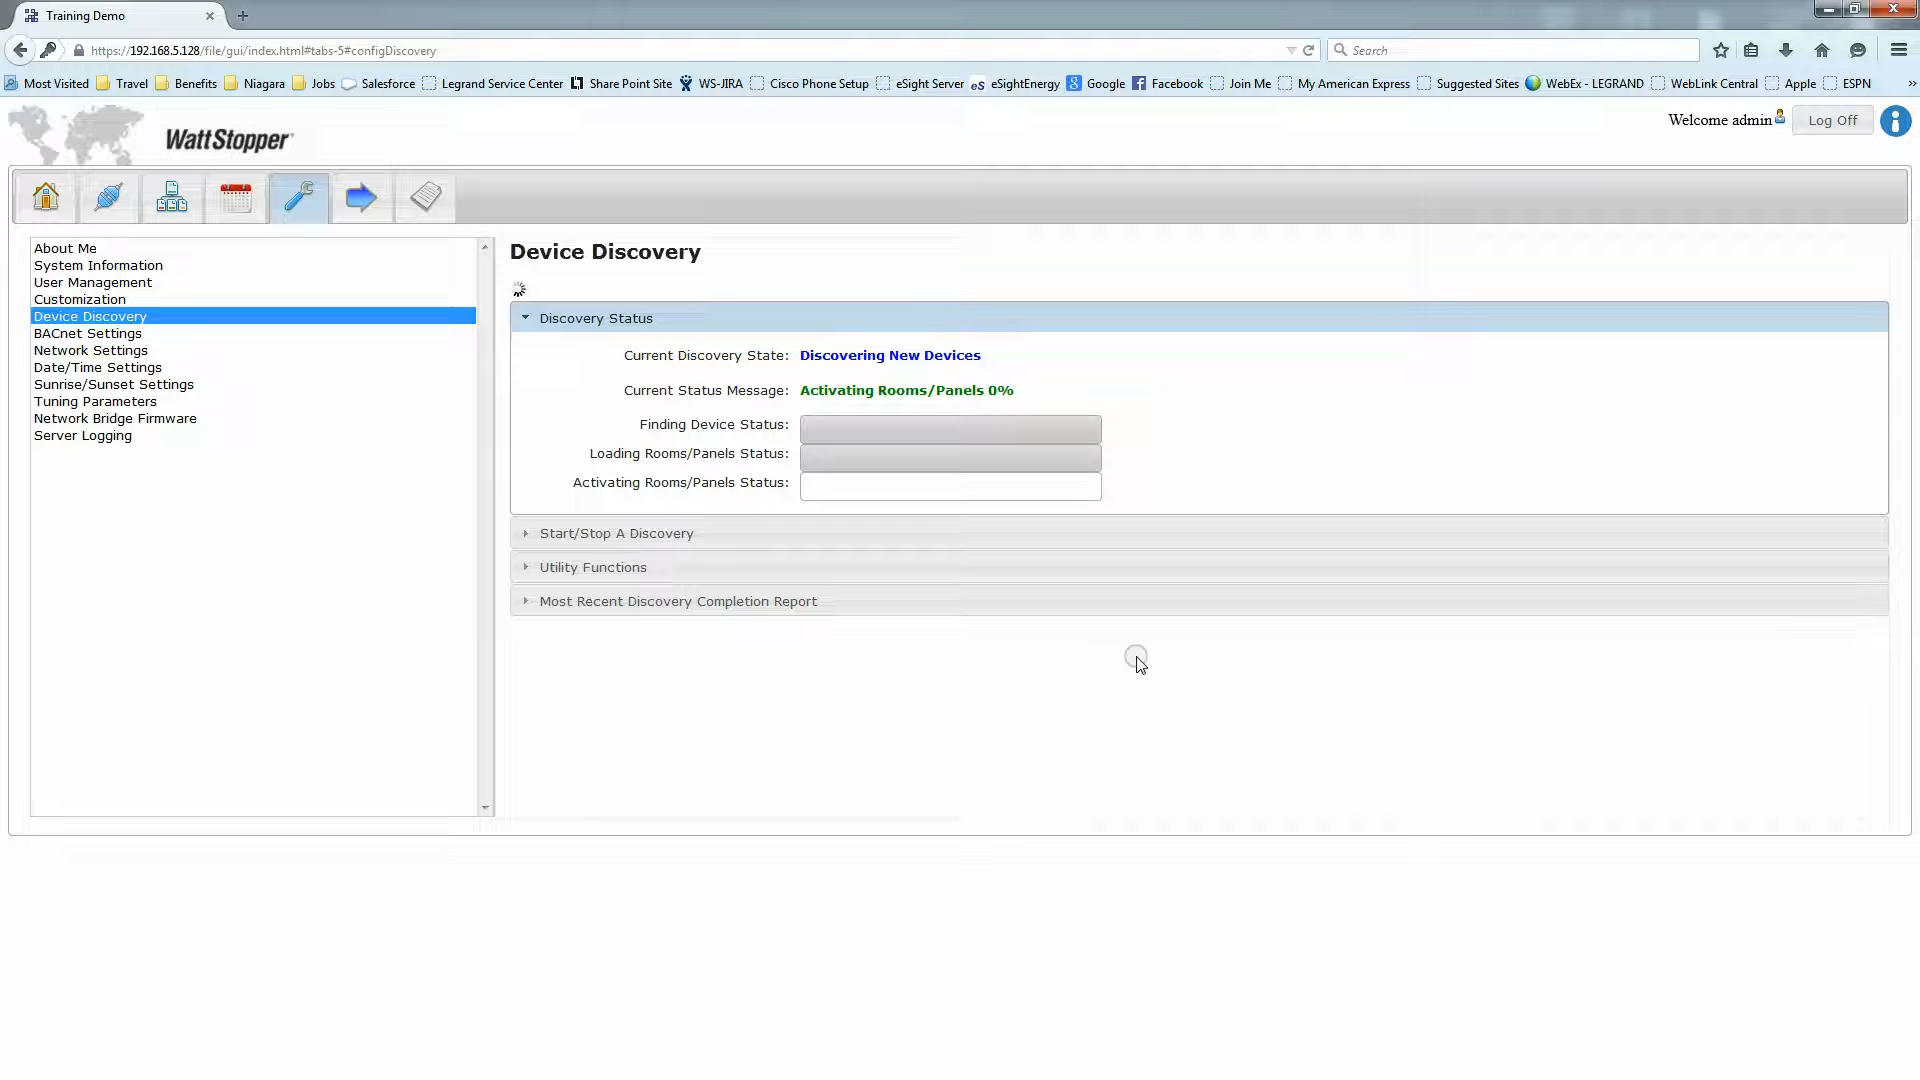 Training Demo
https://192.168.5.128/file/gui/index.html#tabs-5#configDiscovery
Search
Most Visited Travel Benefits Niagara Jobs Salesforce Legrand Service Center Share Point Site WS-JIRA Cisco Phone Setup eSight Server eS eSightEnergy Google Facebook Join Me My American Express Suggested Sites WebEx - LEGRAND WebLink Central Apple ESPN
WattStopper
Welcome admin
Log Off
About Me
System Information
User Management
Customization
Device Discovery
BACnet Settings
Network Settings
Date/Time Settings
Sunrise/Sunset Settings
Tuning Parameters
Network Bridge Firmware
Server Logging
Device Discovery
Discovery Status
Current Discovery State: Discovering New Devices
Current Status Message: Activating Rooms/Panels 0%
Finding Device Status:
Loading Rooms/Panels Status:
Activating Rooms/Panels Status:
Start/Stop A Discovery
Utility Functions
Most Recent Discovery Completion Report